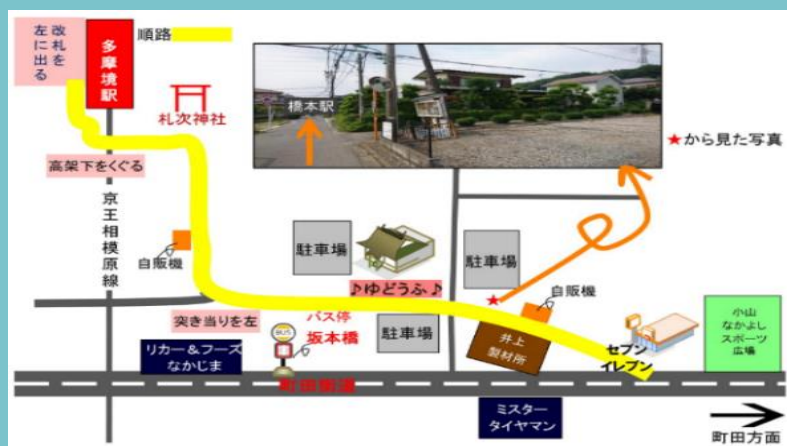 改札を
左に出る
多摩境駅
順路
札次神社
高架下をくぐる
京王相模原線
自販機
突き当りを左
リカー＆フーズ
なかじま
橋本駅
★から見た写真
駐車場
♪ゆどうふ♪
バス停
坂本橋
BUS
町田街道
駐車場
駐車場
★
自販機
井上
製材所
セブン
イレブン
小山
なかよし
スポーツ
広場
ミスター
タイヤマン
町田方面